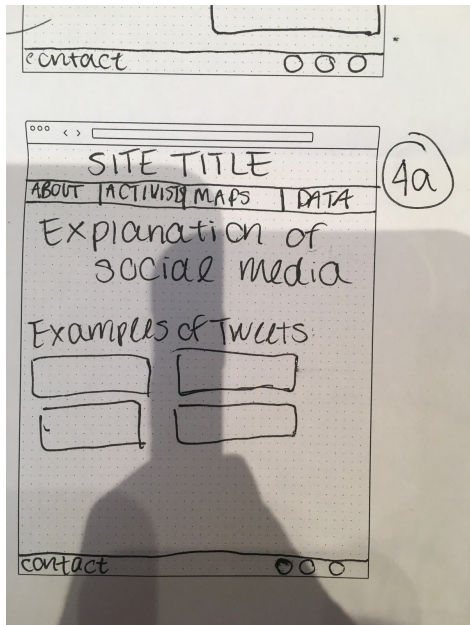 contact
SITE TITLE
4a
ABOUT ACTIVISTS MAPS DATA
Explanation of
social media
Examples of Tweets
contact